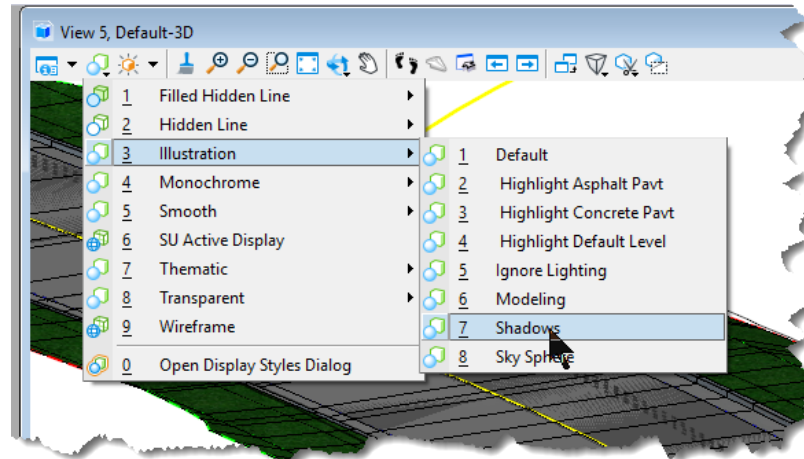 View 5, Default-3D
1 Filled Hidden Line
2 Hidden Line
3 Illustration
4 Monochrome
5 Smooth
6 SU Active Display
7 Thematic
8 Transparent
9 Wireframe
0 Open Display Styles Dialog
1 Default
2 Highlight Asphalt Pavt
3 Highlight Concrete Pavt
4 Highlight Default Level
5 Ignore Lighting
6 Modeling
7 Shadows
8 Sky Sphere